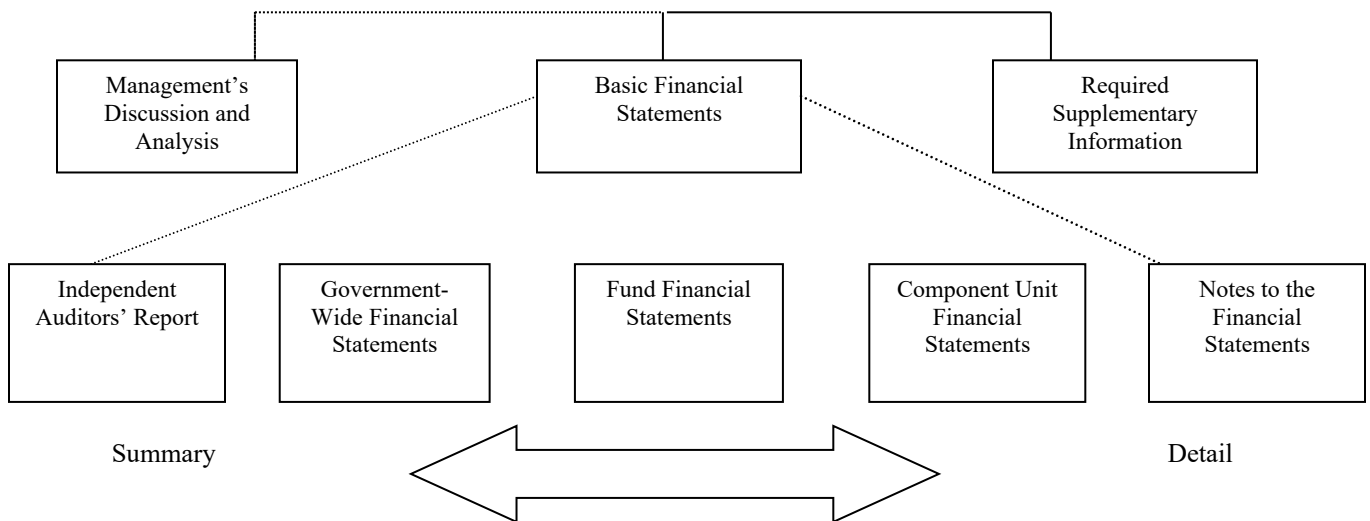 Management’s
Discussion and
Analysis
Basic Financial
Statements
Required
Supplementary
Information
Independent
Auditors’ Report
Government-
Wide Financial
Statements
Fund Financial
Statements
Component Unit
Financial
Statements
Notes to the
Financial
Statements
Summary
Detail